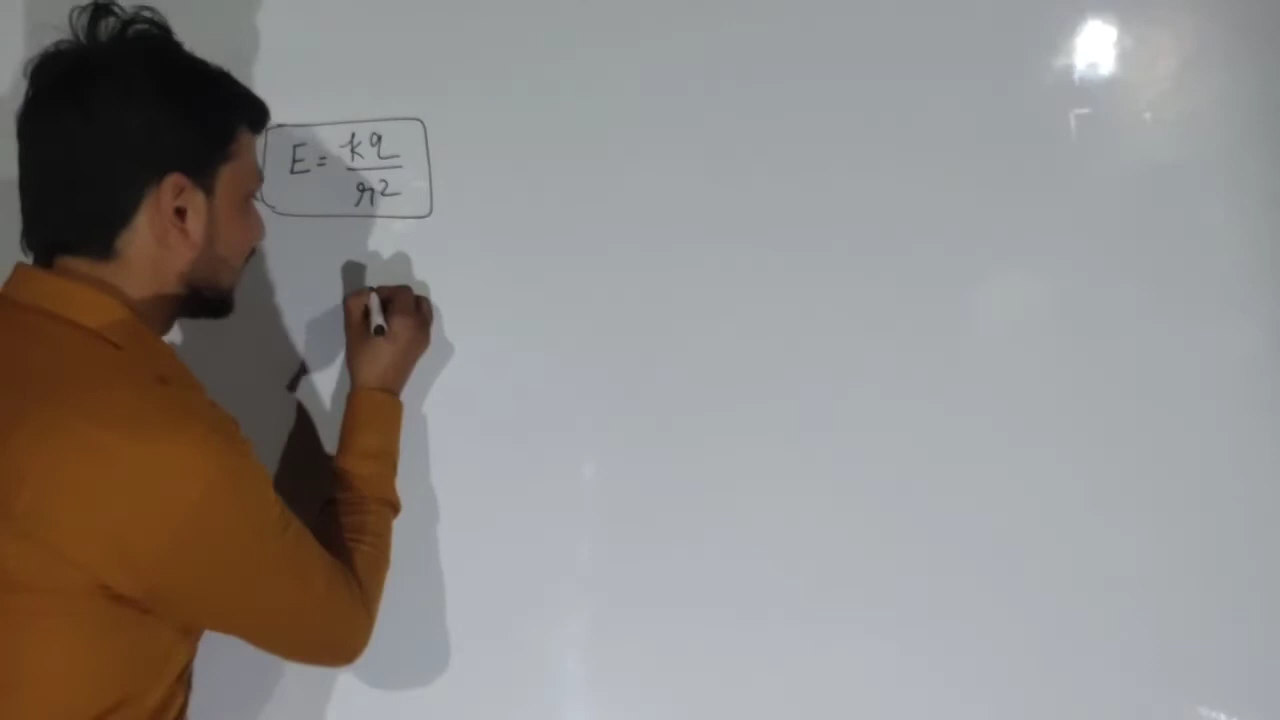 E = kq/r²